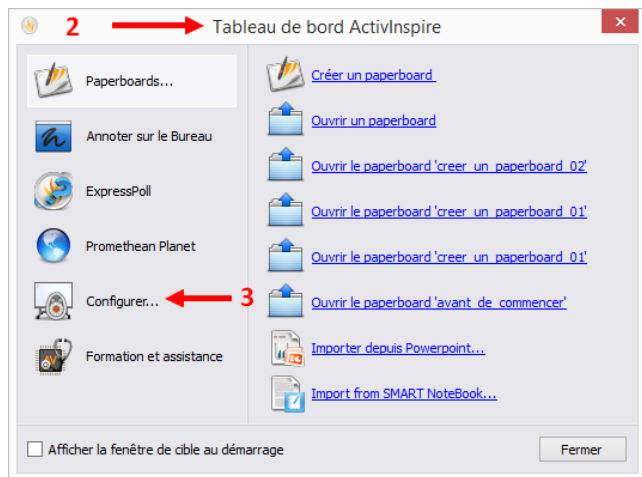 2 Tableau de bord ActivInspire
Paperboards...
Annoter sur le Bureau
ExpressPoll
Promethean Planet
Configurer... 3
Formation et assistance
Créer un paperboard
Ouvrir un paperboard
Ouvrir le paperboard 'creer_un_paperboard_02'
Ouvrir le paperboard 'creer_un_paperboard_01'
Ouvrir le paperboard 'creer_un_paperboard_01'
Ouvrir le paperboard 'avant_de_commencer'
Importer depuis Powerpoint...
Import from SMART NoteBook...
Afficher la fenêtre de cible au démarrage
Fermer